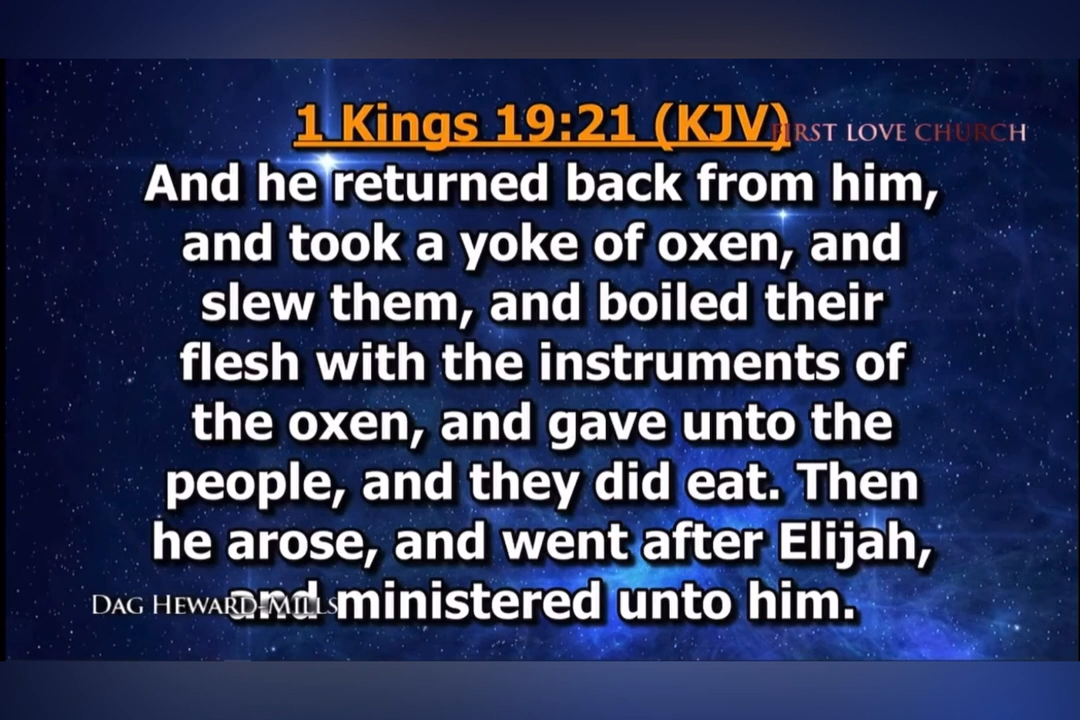 1 Kings 19:21 (KJV)
FIRST LOVE CHURCH
And he returned back from him,
and took a yoke of oxen, and
slew them, and boiled their
flesh with the instruments of
the oxen, and gave unto the
people, and they did eat. Then
he arose, and went after Elijah,
and ministered unto him.
DAG HEWARD-MILLS